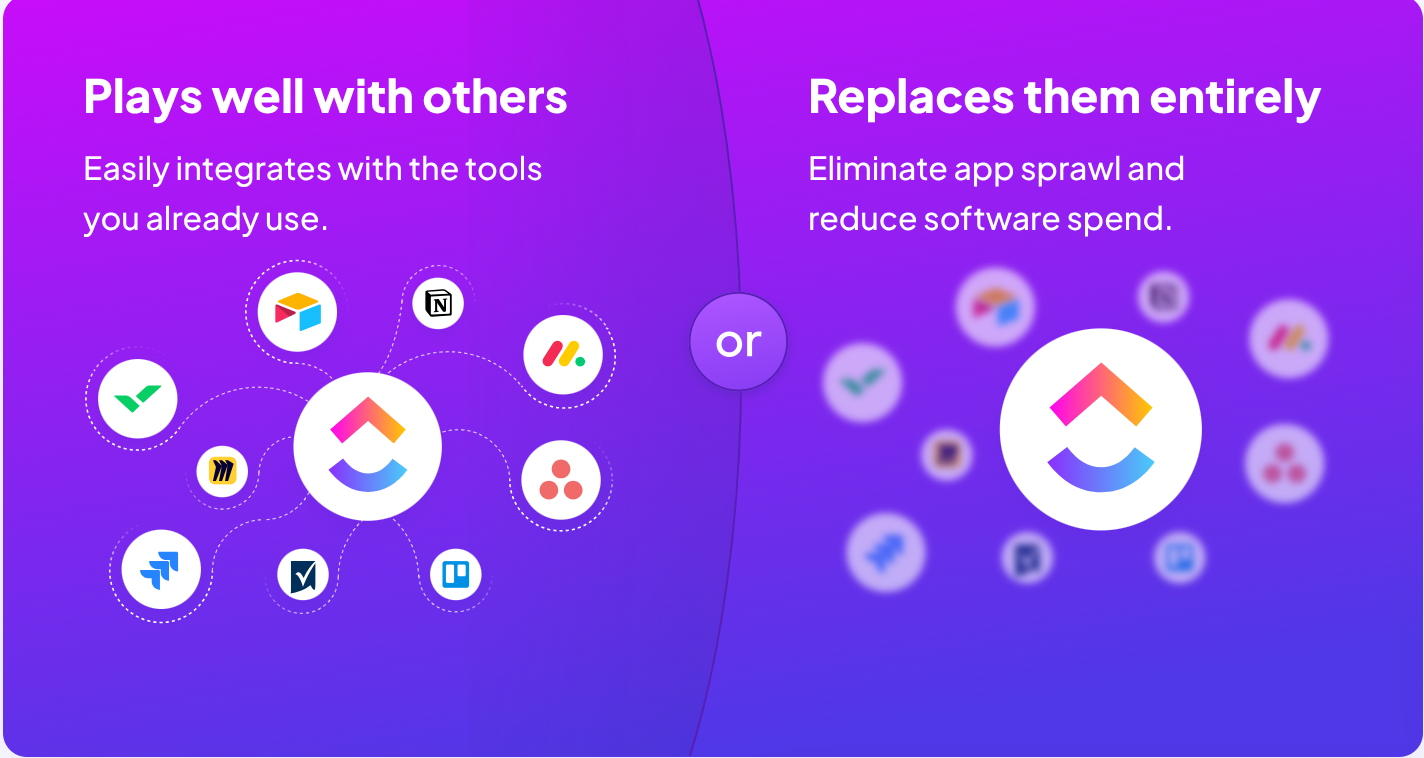 Plays well with others
Easily integrates with the tools
you already use.
N
or
Replaces them entirely
Eliminate app sprawl and
reduce software spend.